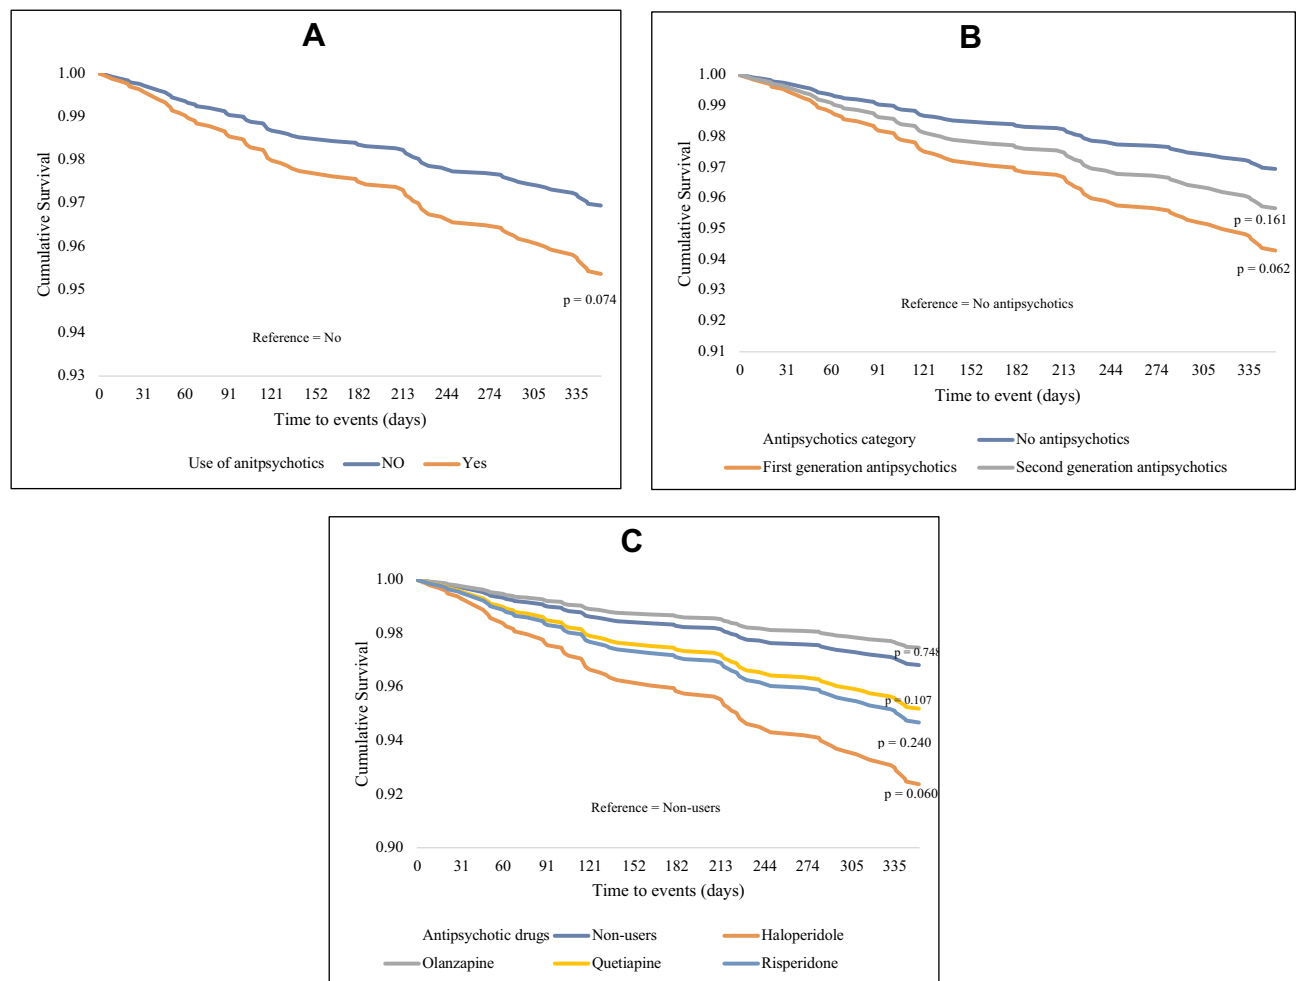 A
1.00
0.99
0.98
0.97
0.96
0.95
0.94
0.93
Cumulative Survival
p = 0.074
Reference = No
0 31 60 91 121 152 182 213 244 274 305 335
Time to events (days)
Use of anitpsychotics NO Yes
B
1.00
0.99
0.98
0.97
0.96
0.95
0.94
0.93
0.92
0.91
Cumulative Survival
p = 0.161
p = 0.062
Reference = No antipsychotics
0 31 60 91 121 152 182 213 244 274 305 335
Time to event (days)
Antipsychotics category No antipsychotics
First generation antipsychotics Second generation antipsychotics
C
1.00
0.98
0.96
0.94
0.92
0.90
Cumulative Survival
p = 0.748
p = 0.107
p = 0.240
p = 0.060
Reference = Non-users
0 31 60 91 121 152 182 213 244 274 305 335
Time to events (days)
Antipsychotic drugs Non-users Haloperidole
Olanzapine Quetiapine Risperidone